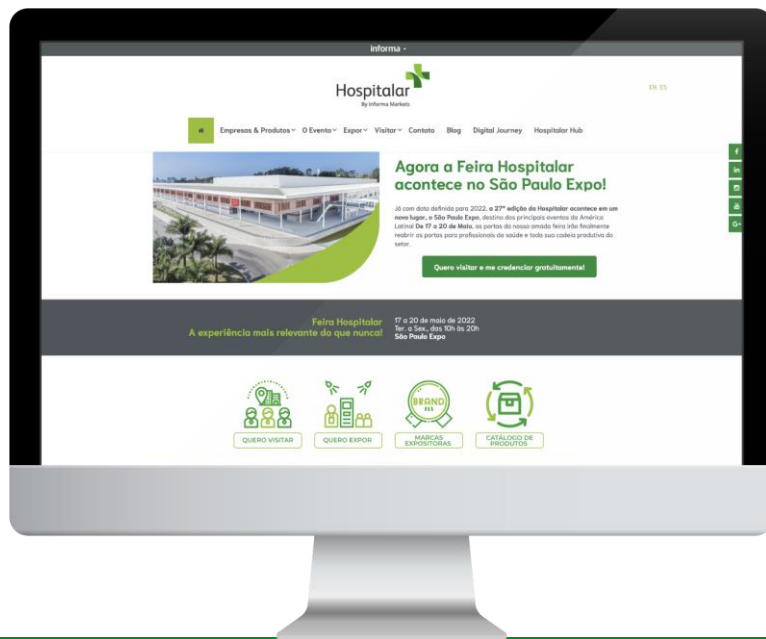 informa
Hospitalar
By Informa Markets
EN ES
Empresas & Produtos O Evento Expor Visitar Contato Blog Digital Journey Hospitalar Hub
Agora a Feira Hospitalar
acontece no São Paulo Expo!
Já com data definida para 2022, a 27ª edição da Hospitalar acontece em um
novo lugar, o São Paulo Expo, destino dos principais eventos da América
Latina! De 17 a 20 de Maio, as portas da nossa amada feira irão finalmente
reabrir as portas para profissionais da saúde e toda sua cadeia produtiva do
setor.
Quero visitar e me credenciar gratuitamente!
Feira Hospitalar
A experiência mais relevante do que nunca!
17 a 20 de maio de 2022
Ter. a Sex., das 10h às 20h
São Paulo Expo
BRAND
QUERO VISITAR
QUERO EXPOR
MARCAS
EXPOSITORAS
CATÁLOGO DE
PRODUTOS